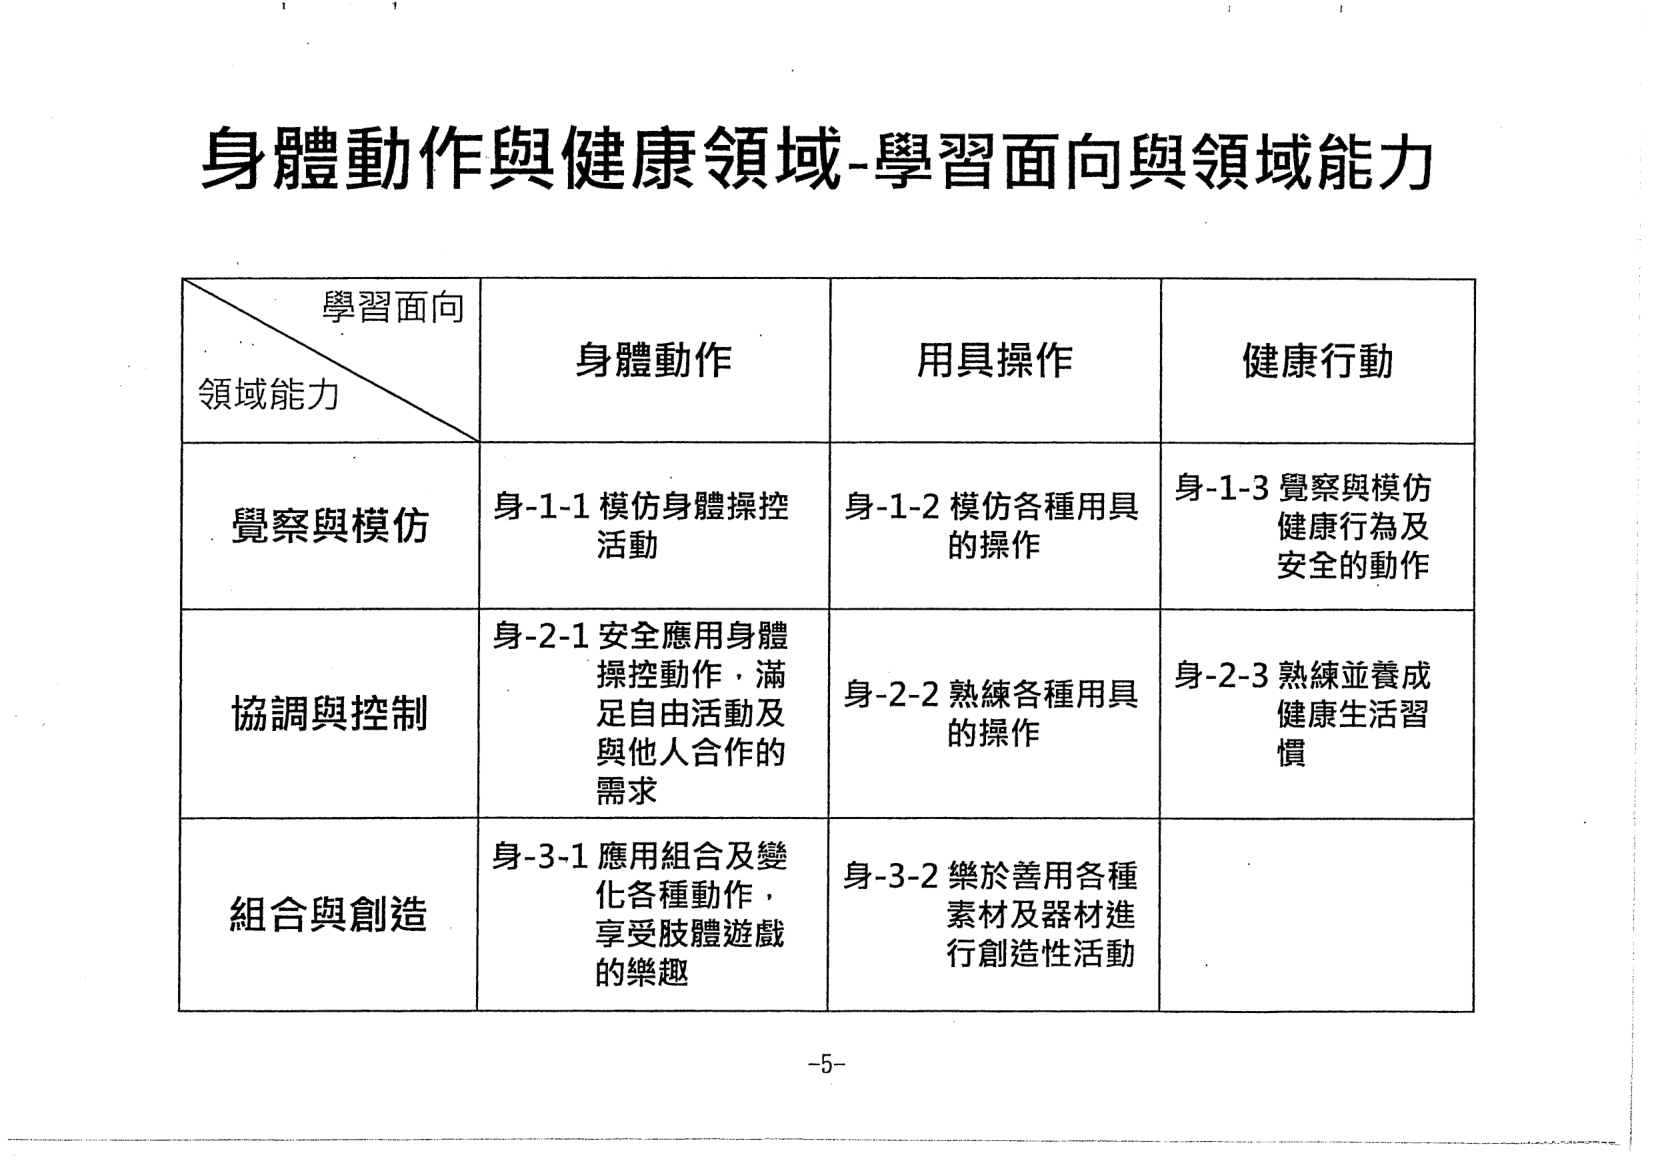 身體動作與健康領域-學習面向與領域能力
學習面向
領域能力
身體動作
用具操作
健康行動
覺察與模仿
身-1-1 模仿身體操控
活動
身-1-2 模仿各種用具
的操作
身-1-3 覺察與模仿
健康行為及
安全的動作
協調與控制
身-2-1 安全應用身體
操控動作，滿
足自由活動及
與他人合作的
需求
身-2-2 熟練各種用具
的操作
身-2-3 熟練並養成
健康生活習
慣
組合與創造
身-3-1 應用組合及變
化各種動作，
享受肢體遊戲
的樂趣
身-3-2 樂於善用各種
素材及器材進
行創造性活動
-5-